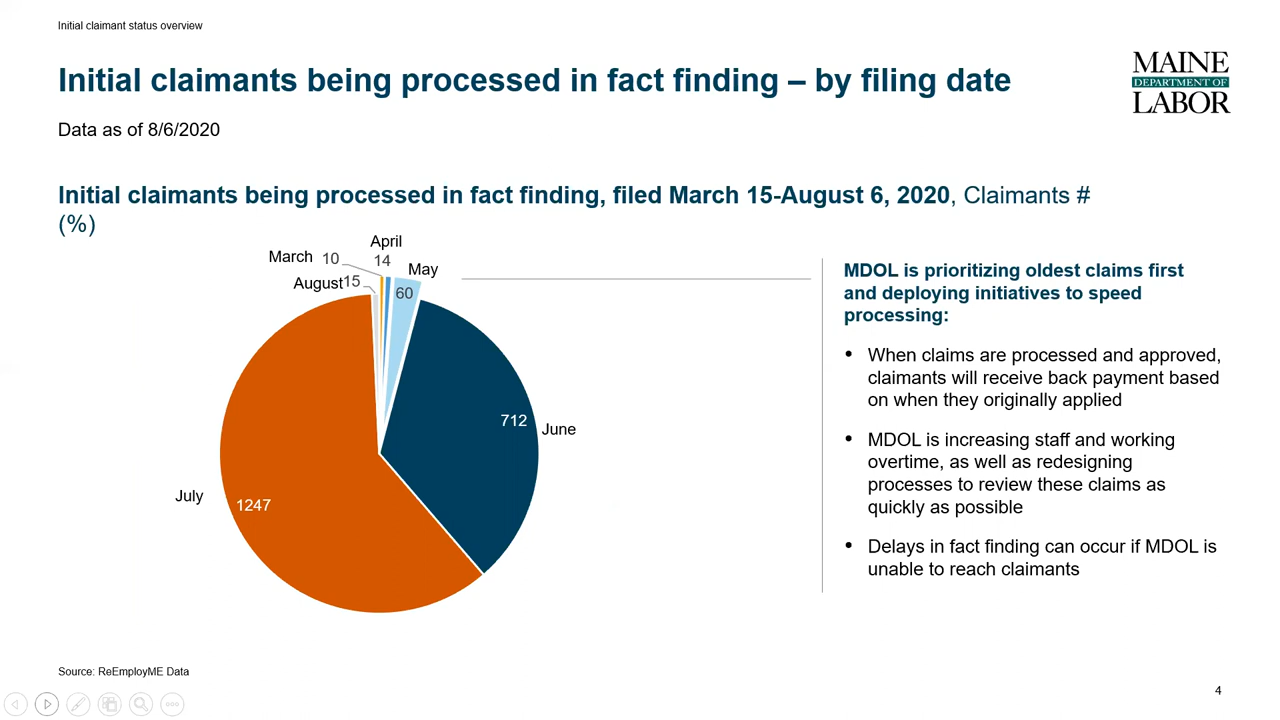 Initial claimant status overview
Initial claimants being processed in fact finding – by filing date
MAINE
DEPARTMENT OF
LABOR
Data as of 8/6/2020
Initial claimants being processed in fact finding, filed March 15-August 6, 2020, Claimants #
(%)
April
March 10
14
May
August15
60
712
June
July
1247
MDOL is prioritizing oldest claims first
and deploying initiatives to speed
processing:
• When claims are processed and approved,
claimants will receive back payment based
on when they originally applied
• MDOL is increasing staff and working
overtime, as well as redesigning
processes to review these claims as
quickly as possible
• Delays in fact finding can occur if MDOL is
unable to reach claimants
Source: ReEmployME Data
4